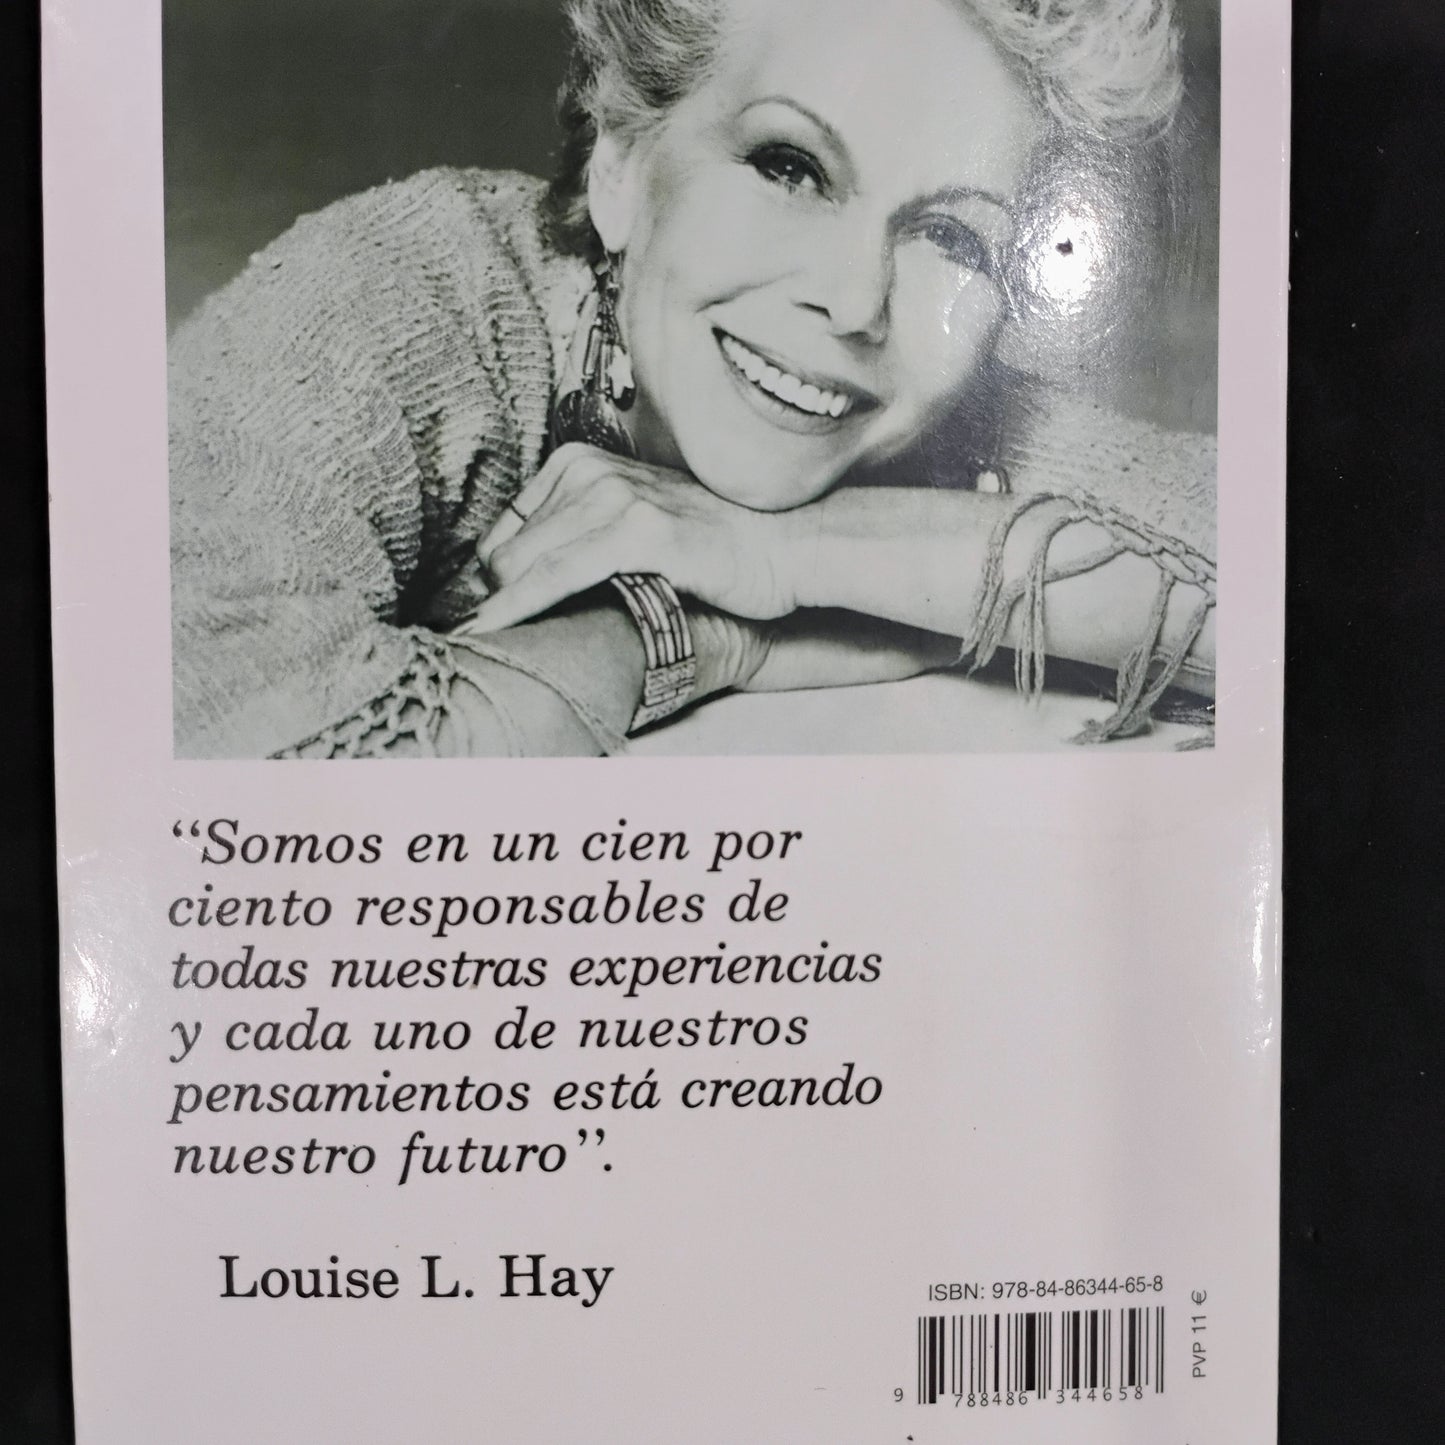 “Somos en un cien por
ciento responsables de
todas nuestras experiencias
y cada uno de nuestros
pensamientos está creando
nuestro futuro”.
Louise L. Hay
ISBN: 978-84-86344-65-8
9 788486 344658
PVP 11 €